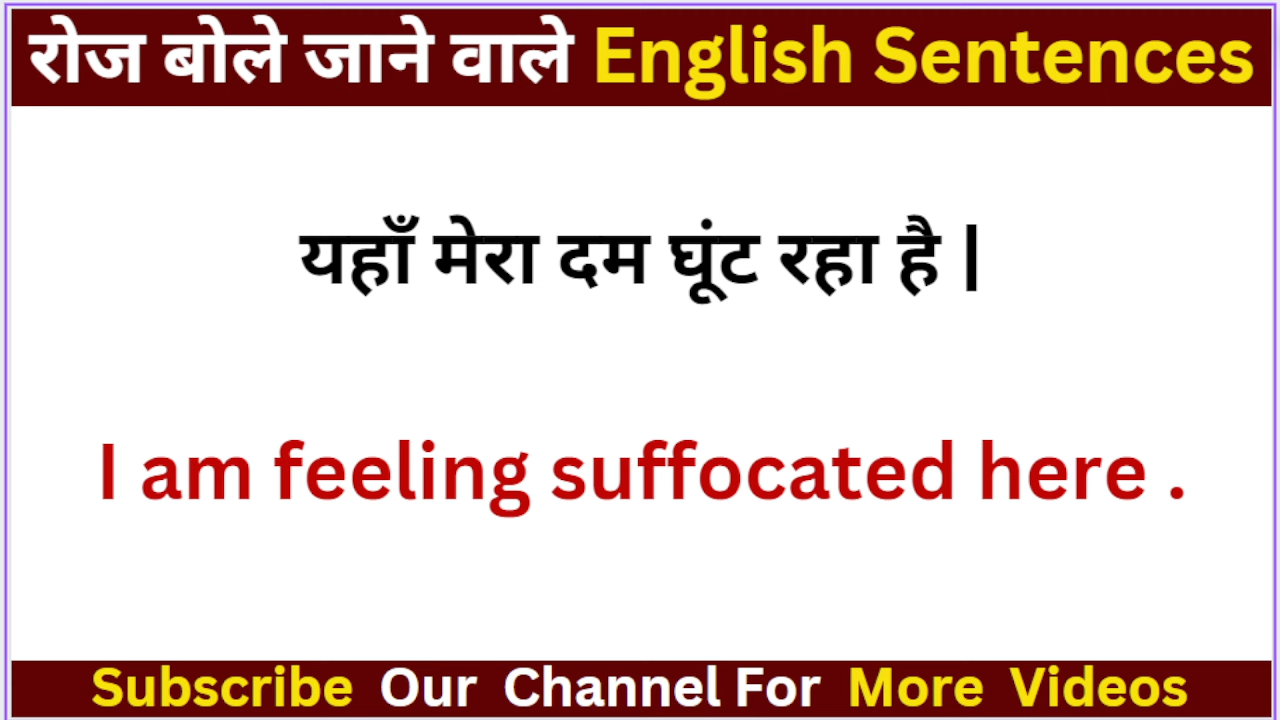 रोज बोले जाने वाले English Sentences
यहाँ मेरा दम घूंट रहा है |
I am feeling suffocated here .
Subscribe Our Channel For More Videos